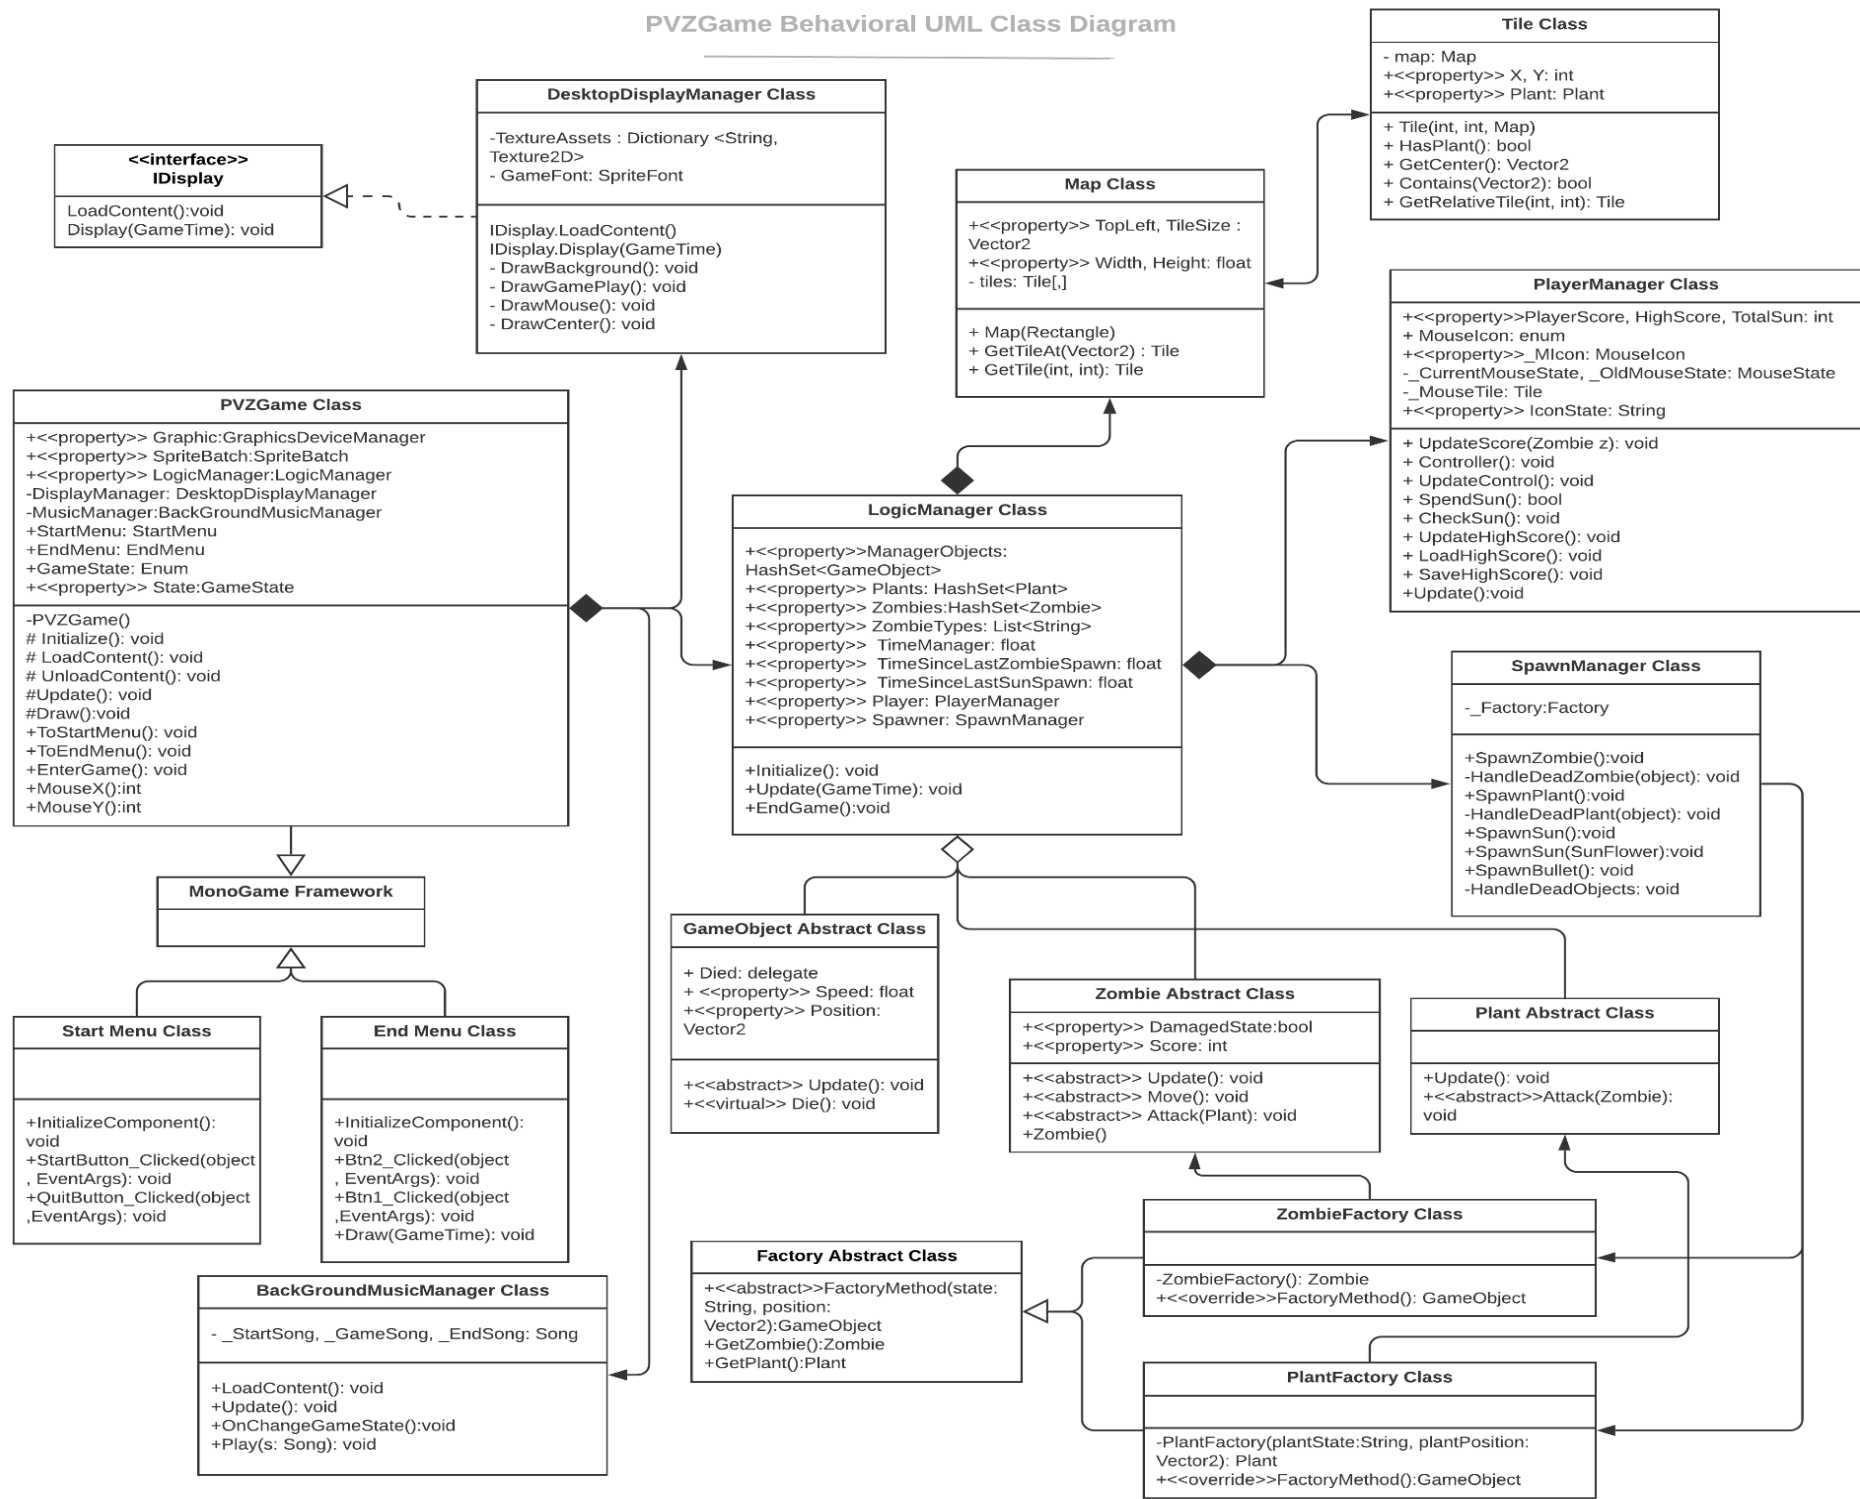 PVZGame Behavioral UML Class Diagram
Tile Class
- map: Map
+<<property>> X, Y: int
+<<property>> Plant: Plant
+ Tile(int, int, Map)
+ HasPlant(): bool
+ GetCenter(): Vector2
+ Contains(Vector2): bool
+ GetRelativeTile(int, int): Tile
DesktopDisplayManager Class
-TextureAssets : Dictionary <String,
Texture2D>
- GameFont: SpriteFont
IDisplay.LoadContent()
IDisplay.Display(GameTime)
- DrawBackground(): void
- DrawGamePlay(): void
- DrawMouse(): void
- DrawCenter(): void
<<interface>>
IDisplay
LoadContent():void
Display(GameTime): void
Map Class
+<<property>> TopLeft, TileSize :
Vector2
+<<property>> Width, Height: float
- tiles: Tile[,]
+ Map(Rectangle)
+ GetTileAt(Vector2) : Tile
+ GetTile(int, int): Tile
PlayerManager Class
+<<property>>PlayerScore, HighScore, TotalSun: int
+ MouseIcon: enum
+<<property>>_MIcon: MouseIcon
-_CurrentMouseState, _OldMouseState: MouseState
-_MouseTile: Tile
+<<property>> IconState: String
+ UpdateScore(Zombie z): void
+ Controller(): void
+ UpdateControl(): void
+ SpendSun(): bool
+ CheckSun(): void
+ UpdateHighScore(): void
+ LoadHighScore(): void
+ SaveHighScore(): void
+Update():void
PVZGame Class
+<<property>> Graphic:GraphicsDeviceManager
+<<property>> SpriteBatch:SpriteBatch
+<<property>> LogicManager:LogicManager
-DisplayManager: DesktopDisplayManager
-MusicManager:BackGroundMusicManager
+StartMenu: StartMenu
+EndMenu: EndMenu
+GameState: Enum
+<<property>> State:GameState
-PVZGame()
# Initialize(): void
# LoadContent(): void
# UnloadContent(): void
#Update(): void
#Draw():void
+ToStartMenu(): void
+ToEndMenu(): void
+EnterGame(): void
+MouseX():int
+MouseY():int
LogicManager Class
+<<property>>ManagerObjects:
HashSet<GameObject>
+<<property>> Plants: HashSet<Plant>
+<<property>> Zombies:HashSet<Zombie>
+<<property>> ZombieTypes: List<String>
+<<property>> TimeManager: float
+<<property>> TimeSinceLastZombieSpawn: float
+<<property>> TimeSinceLastSunSpawn: float
+<<property>> Player: PlayerManager
+<<property>> Spawner: SpawnManager
+Initialize(): void
+Update(GameTime): void
+EndGame():void
SpawnManager Class
-_Factory:Factory
+SpawnZombie():void
-HandleDeadZombie(object): void
+SpawnPlant():void
-HandleDeadPlant(object): void
+SpawnSun():void
+SpawnSun(SunFlower):void
+SpawnBullet(): void
-HandleDeadObjects: void
MonoGame Framework
GameObject Abstract Class
+ Died: delegate
+ <<property>> Speed: float
+<<property>> Position:
Vector2
+<<abstract>> Update(): void
+<<virtual>> Die(): void
Zombie Abstract Class
+<<property>> DamagedState:bool
+<<property>> Score: int
+<<abstract>> Update(): void
+<<abstract>> Move(): void
+<<abstract>> Attack(Plant): void
+Zombie()
Plant Abstract Class
+Update(): void
+<<abstract>>Attack(Zombie):
void
Start Menu Class
+InitializeComponent():
void
+StartButton_Clicked(object
, EventArgs): void
+QuitButton_Clicked(object
,EventArgs): void
End Menu Class
+InitializeComponent():
void
+Btn2_Clicked(object
, EventArgs): void
+Btn1_Clicked(object
,EventArgs): void
+Draw(GameTime): void
ZombieFactory Class
-ZombieFactory(): Zombie
+<<override>>FactoryMethod(): GameObject
Factory Abstract Class
+<<abstract>>FactoryMethod(state:
String, position:
Vector2):GameObject
+GetZombie():Zombie
+GetPlant():Plant
BackGroundMusicManager Class
- _StartSong, _GameSong, _EndSong: Song
+LoadContent(): void
+Update(): void
+OnChangeGameState():void
+Play(s: Song): void
PlantFactory Class
-PlantFactory(plantState:String, plantPosition:
Vector2): Plant
+<<override>>FactoryMethod():GameObject